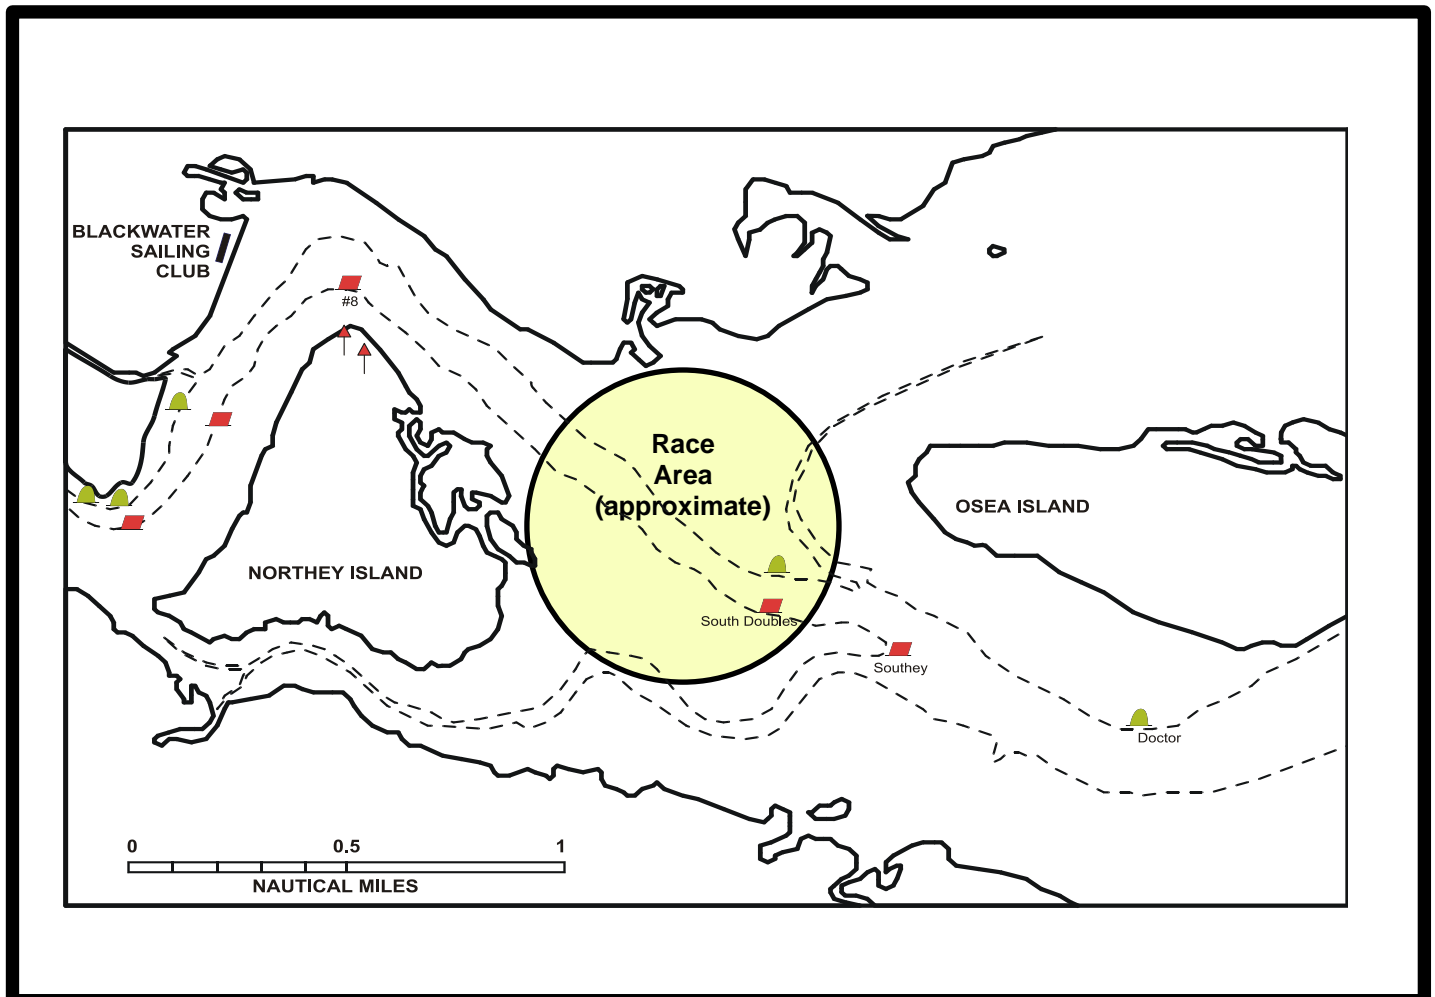 BLACKWATER
SAILING
CLUB
#8
Race
Area
(approximate)
OSEA ISLAND
NORTHEY ISLAND
South Doubles
Southey
Doctor
0 0.5 1
NAUTICAL MILES